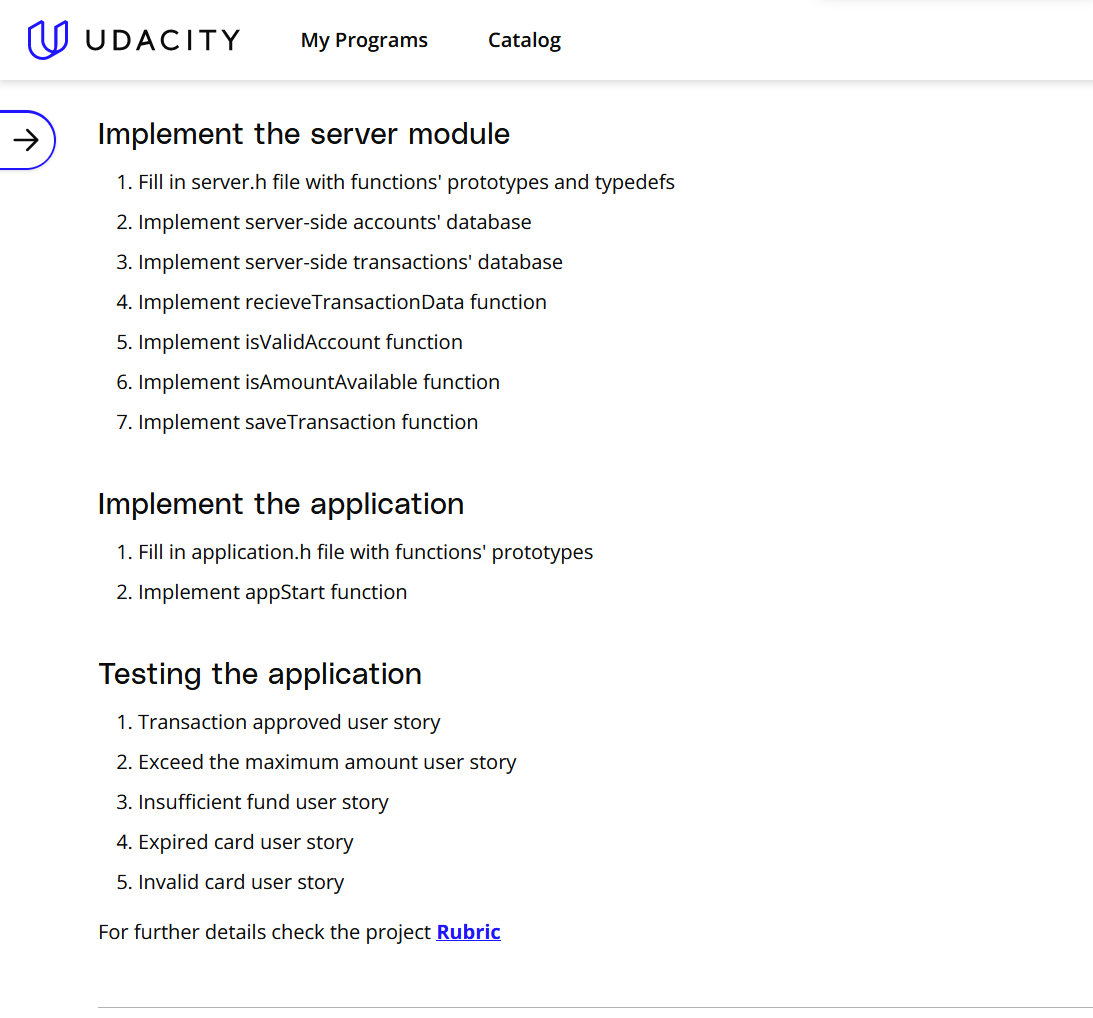 UDACITY My Programs Catalog
Implement the server module
1. Fill in server.h file with functions' prototypes and typedefs
2. Implement server-side accounts' database
3. Implement server-side transactions' database
4. Implement recieveTransactionData function
5. Implement isValidAccount function
6. Implement isAmountAvailable function
7. Implement saveTransaction function
Implement the application
1. Fill in application.h file with functions' prototypes
2. Implement appStart function
Testing the application
1. Transaction approved user story
2. Exceed the maximum amount user story
3. Insufficient fund user story
4. Expired card user story
5. Invalid card user story
For further details check the project Rubric